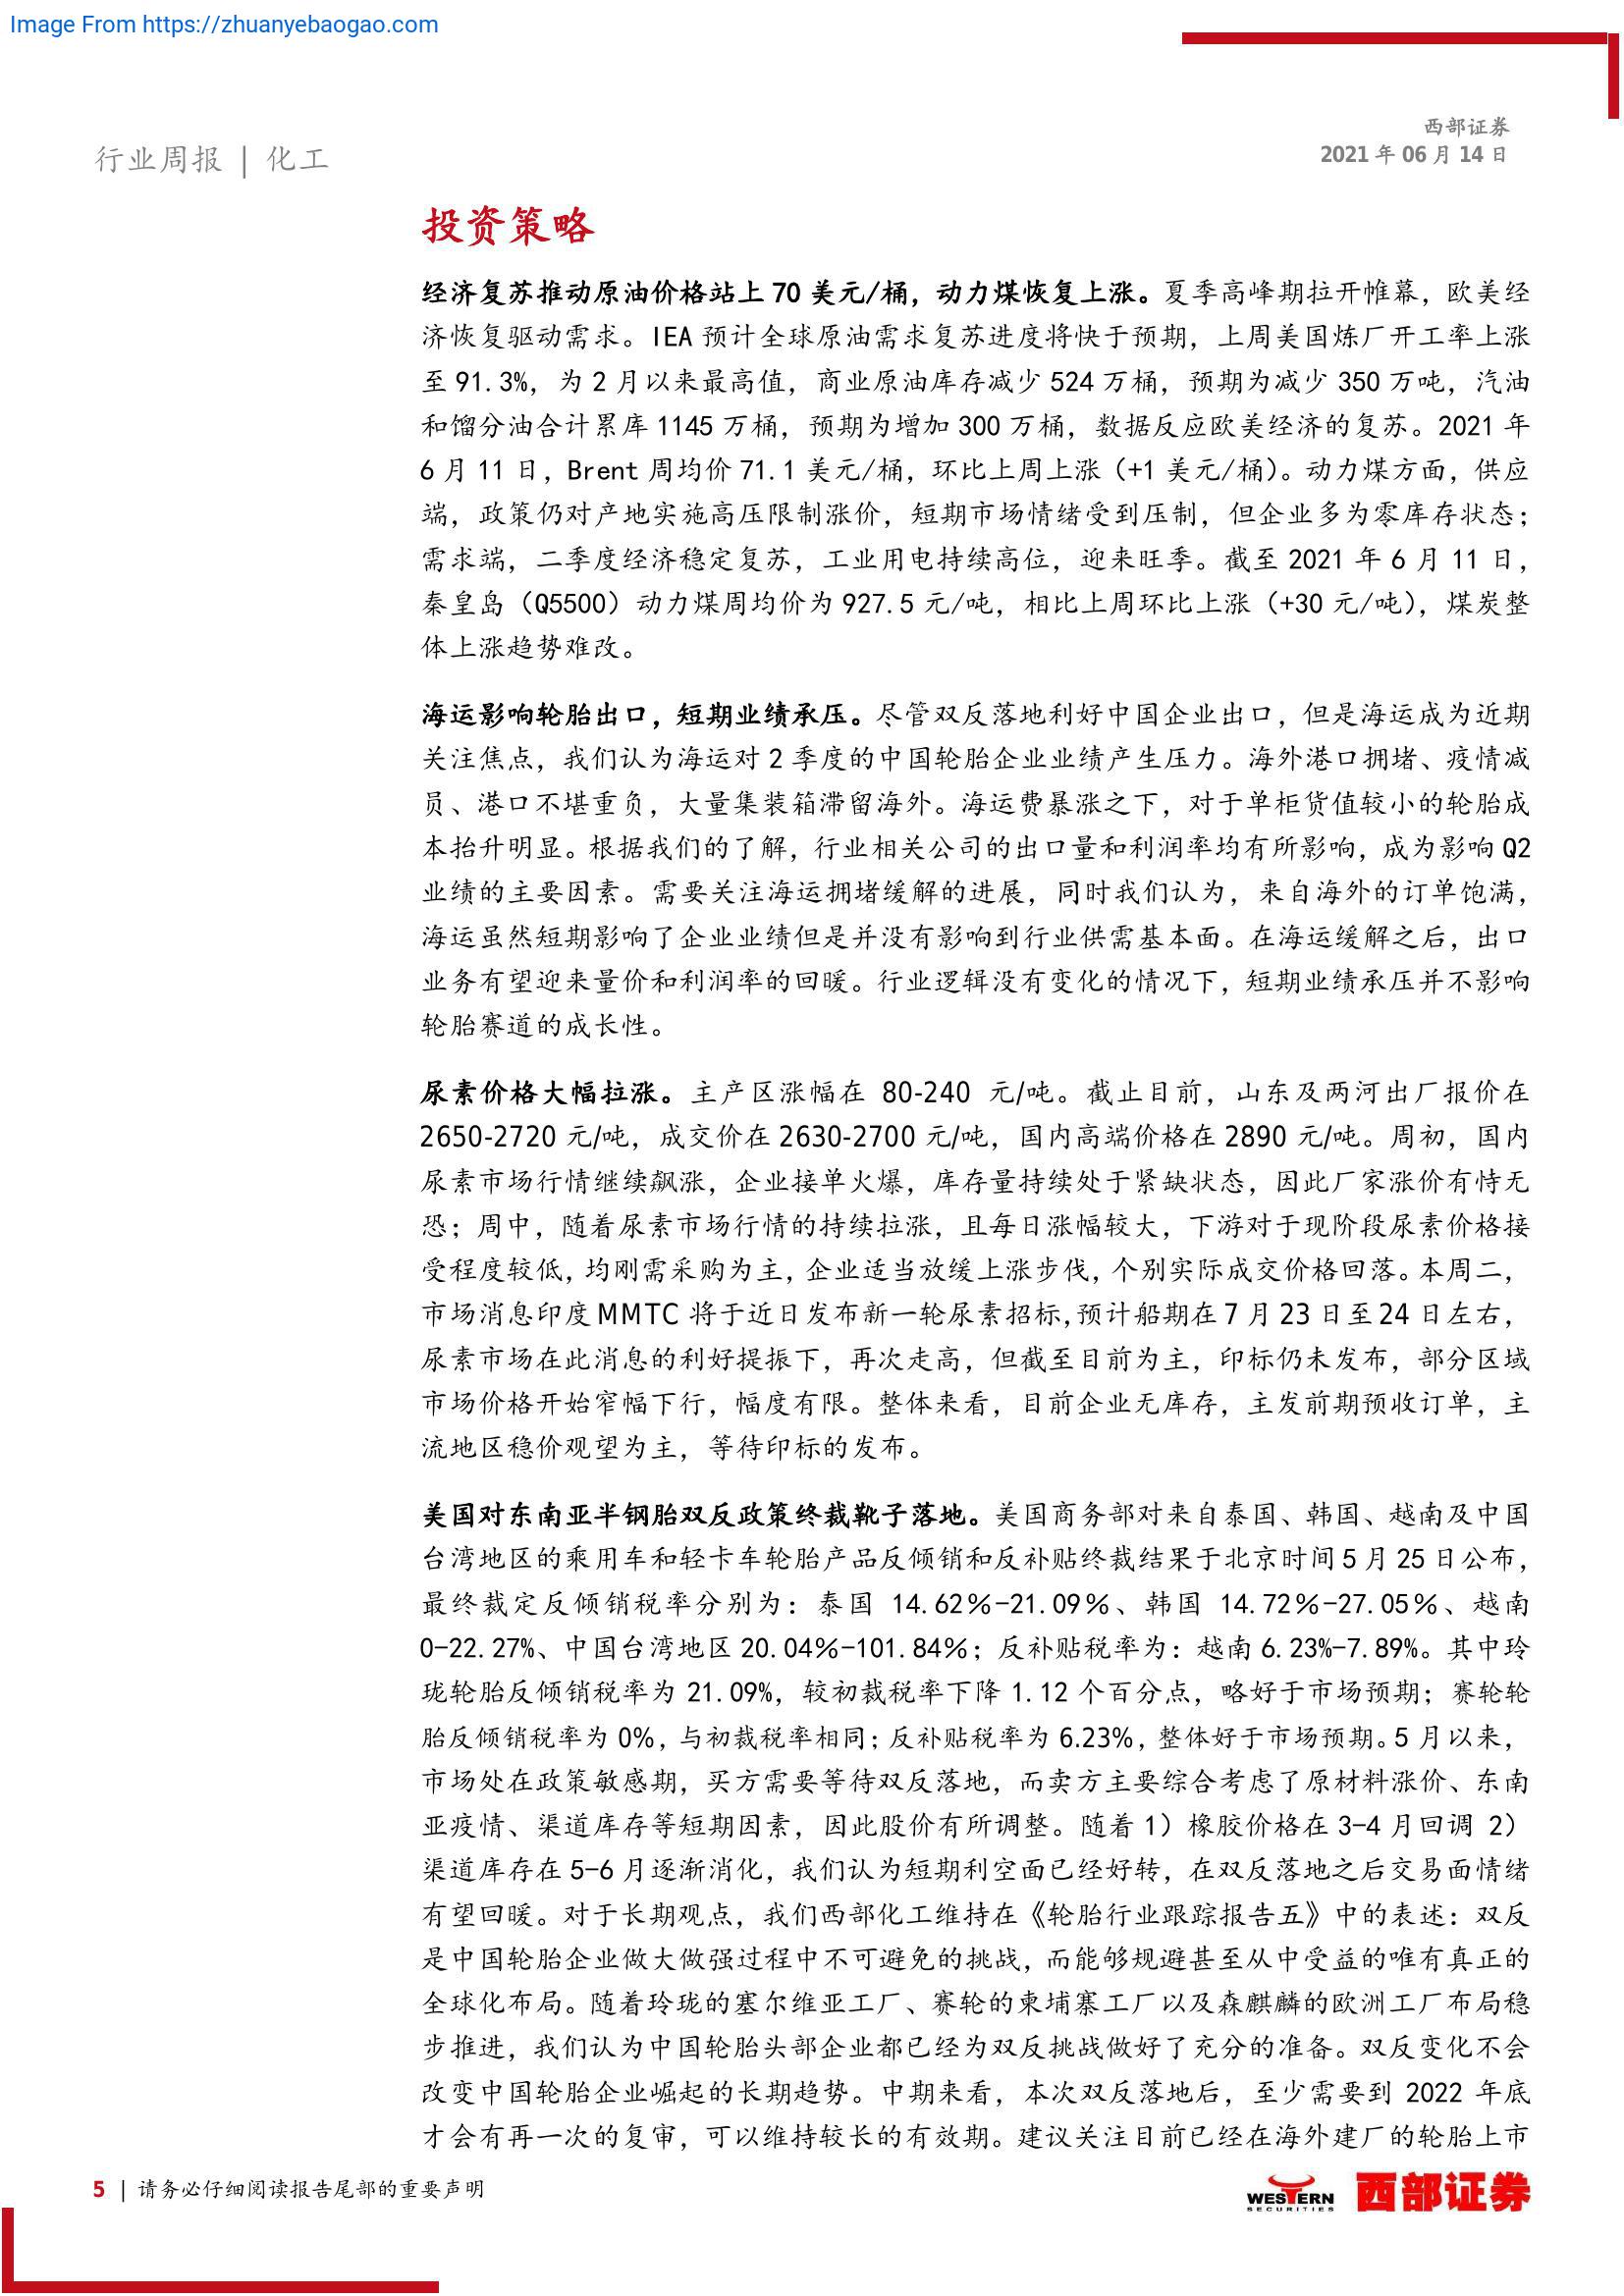 Image From https://zhuanyebaogao.com
西部证券
2021 年 06 月 14 日
行业周报 | 化工
投资策略
经济复苏推动原油价格站上 70 美元/桶，动力煤恢复上涨。夏季高峰期拉开帷幕，欧美经
济恢复驱动需求。IEA 预计全球原油需求复苏进度将快于预期，上周美国炼厂开工率上涨
至 91.3%，为 2 月以来最高值，商业原油库存减少 524 万桶，预期为减少 350 万吨，汽油
和馏分油合计累库 1145 万桶，预期为增加 300 万桶，数据反应欧美经济的复苏。2021 年
6 月 11 日，Brent 周均价 71.1 美元/桶，环比上周上涨（+1 美元/桶）。动力煤方面，供应
端，政策仍对产地实施高压限制涨价，短期市场情绪受到压制，但企业多为零库存状态；
需求端，二季度经济稳定复苏，工业用电持续高位，迎来旺季。截至 2021 年 6 月 11 日，
秦皇岛（Q5500）动力煤周均价为 927.5 元/吨，相比上周环比上涨（+30 元/吨），煤炭整
体上涨趋势难改。
海运影响轮胎出口，短期业绩承压。尽管双反落地利好中国企业出口，但是海运成为近期
关注焦点，我们认为海运对 2 季度的中国轮胎企业业绩产生压力。海外港口拥堵、疫情减
员、港口不堪重负，大量集装箱滞留海外。海运费暴涨之下，对于单柜货值较小的轮胎成
本抬升明显。根据我们的了解，行业相关公司的出口量和利润率均有所影响，成为影响 Q2
业绩的主要因素。需要关注海运拥堵缓解的进展，同时我们认为，来自海外的订单饱满，
海运虽然短期影响了企业业绩但是并没有影响到行业供需基本面。在海运缓解之后，出口
业务有望迎来量价和利润率的回暖。行业逻辑没有变化的情况下，短期业绩承压并不影响
轮胎赛道的成长性。
尿素价格大幅拉涨。主产区涨幅在 80-240 元/吨。截止目前，山东及两河出厂报价在
2650-2720 元/吨，成交价在 2630-2700 元/吨，国内高端价格在 2890 元/吨。周初，国内
尿素市场行情继续飙涨，企业接单火爆，库存量持续处于紧缺状态，因此厂家涨价有恃无
恐；周中，随着尿素市场行情的持续拉涨，且每日涨幅较大，下游对于现阶段尿素价格接
受程度较低，均刚需采购为主，企业适当放缓上涨步伐，个别实际成交价格回落。本周二，
市场消息印度 MMTC 将于近日发布新一轮尿素招标，预计船期在 7 月 23 日至 24 日左右，
尿素市场在此消息的利好提振下，再次走高，但截至目前为主，印标仍未发布，部分区域
市场价格开始窄幅下行，幅度有限。整体来看，目前企业无库存，主发前期预收订单，主
流地区稳价观望为主，等待印标的发布。
美国对东南亚半钢胎双反政策终裁靴子落地。美国商务部对来自泰国、韩国、越南及中国
台湾地区的乘用车和轻卡车轮胎产品反倾销和反补贴终裁结果于北京时间 5 月 25 日公布，
最终裁定反倾销税率分别为：泰国 14.62%-21.09%、韩国 14.72%-27.05%、越南
0-22.27%、中国台湾地区 20.04%-101.84%；反补贴税率为：越南 6.23%-7.89%。其中玲
珑轮胎反倾销税率为 21.09%，较初裁税率下降 1.12 个百分点，略好于市场预期；赛轮轮
胎反倾销税率为 0%，与初裁税率相同；反补贴税率为 6.23%，整体好于市场预期。5 月以来，
市场处在政策敏感期，买方需要等待双反落地，而卖方主要综合考虑了原材料涨价、东南
亚疫情、渠道库存等短期因素，因此股价有所调整。随着 1）橡胶价格在 3-4 月回调 2）
渠道库存在 5-6 月逐渐消化，我们认为短期利空面已经好转，在双反落地之后交易面情绪
有望回暖。对于长期观点，我们西部化工维持在《轮胎行业跟踪报告五》中的表述：双反
是中国轮胎企业做大做强过程中不可避免的挑战，而能够规避甚至从中受益的唯有真正的
全球化布局。随着玲珑的塞尔维亚工厂、赛轮的柬埔寨工厂以及森麒麟的欧洲工厂布局稳
步推进，我们认为中国轮胎头部企业都已经为双反挑战做好了充分的准备。双反变化不会
改变中国轮胎企业崛起的长期趋势。中期来看，本次双反落地后，至少需要到 2022 年底
才会有再一次的复审，可以维持较长的有效期。建议关注目前已经在海外建厂的轮胎上市
5 | 请务必仔细阅读报告尾部的重要声明
WESTERN
SECURITIES
西部证券